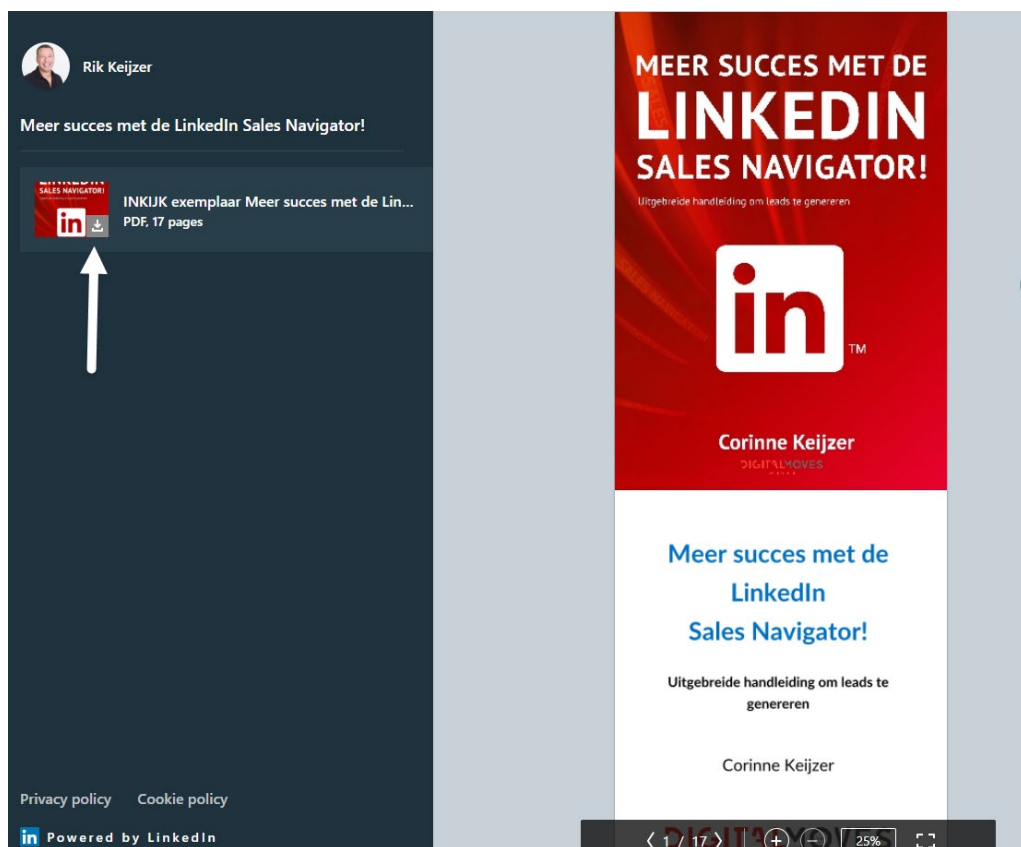 Rik Keijzer
Meer succes met de LinkedIn Sales Navigator!
LINKEDIN
SALES NAVIGATOR!
in
INKIJK exemplaar Meer succes met de Lin...
PDF, 17 pages
Privacy policy Cookie policy
in Powered by LinkedIn
MEER SUCCES MET DE
LINKEDIN
SALES NAVIGATOR!
Uitgebreide handleiding om leads te genereren
in
TM
Corinne Keijzer
DIGITALMOVES
Meer succes met de
LinkedIn
Sales Navigator!
Uitgebreide handleiding om leads te
genereren
Corinne Keijzer
DIGITALMOVES
1 / 17
25%